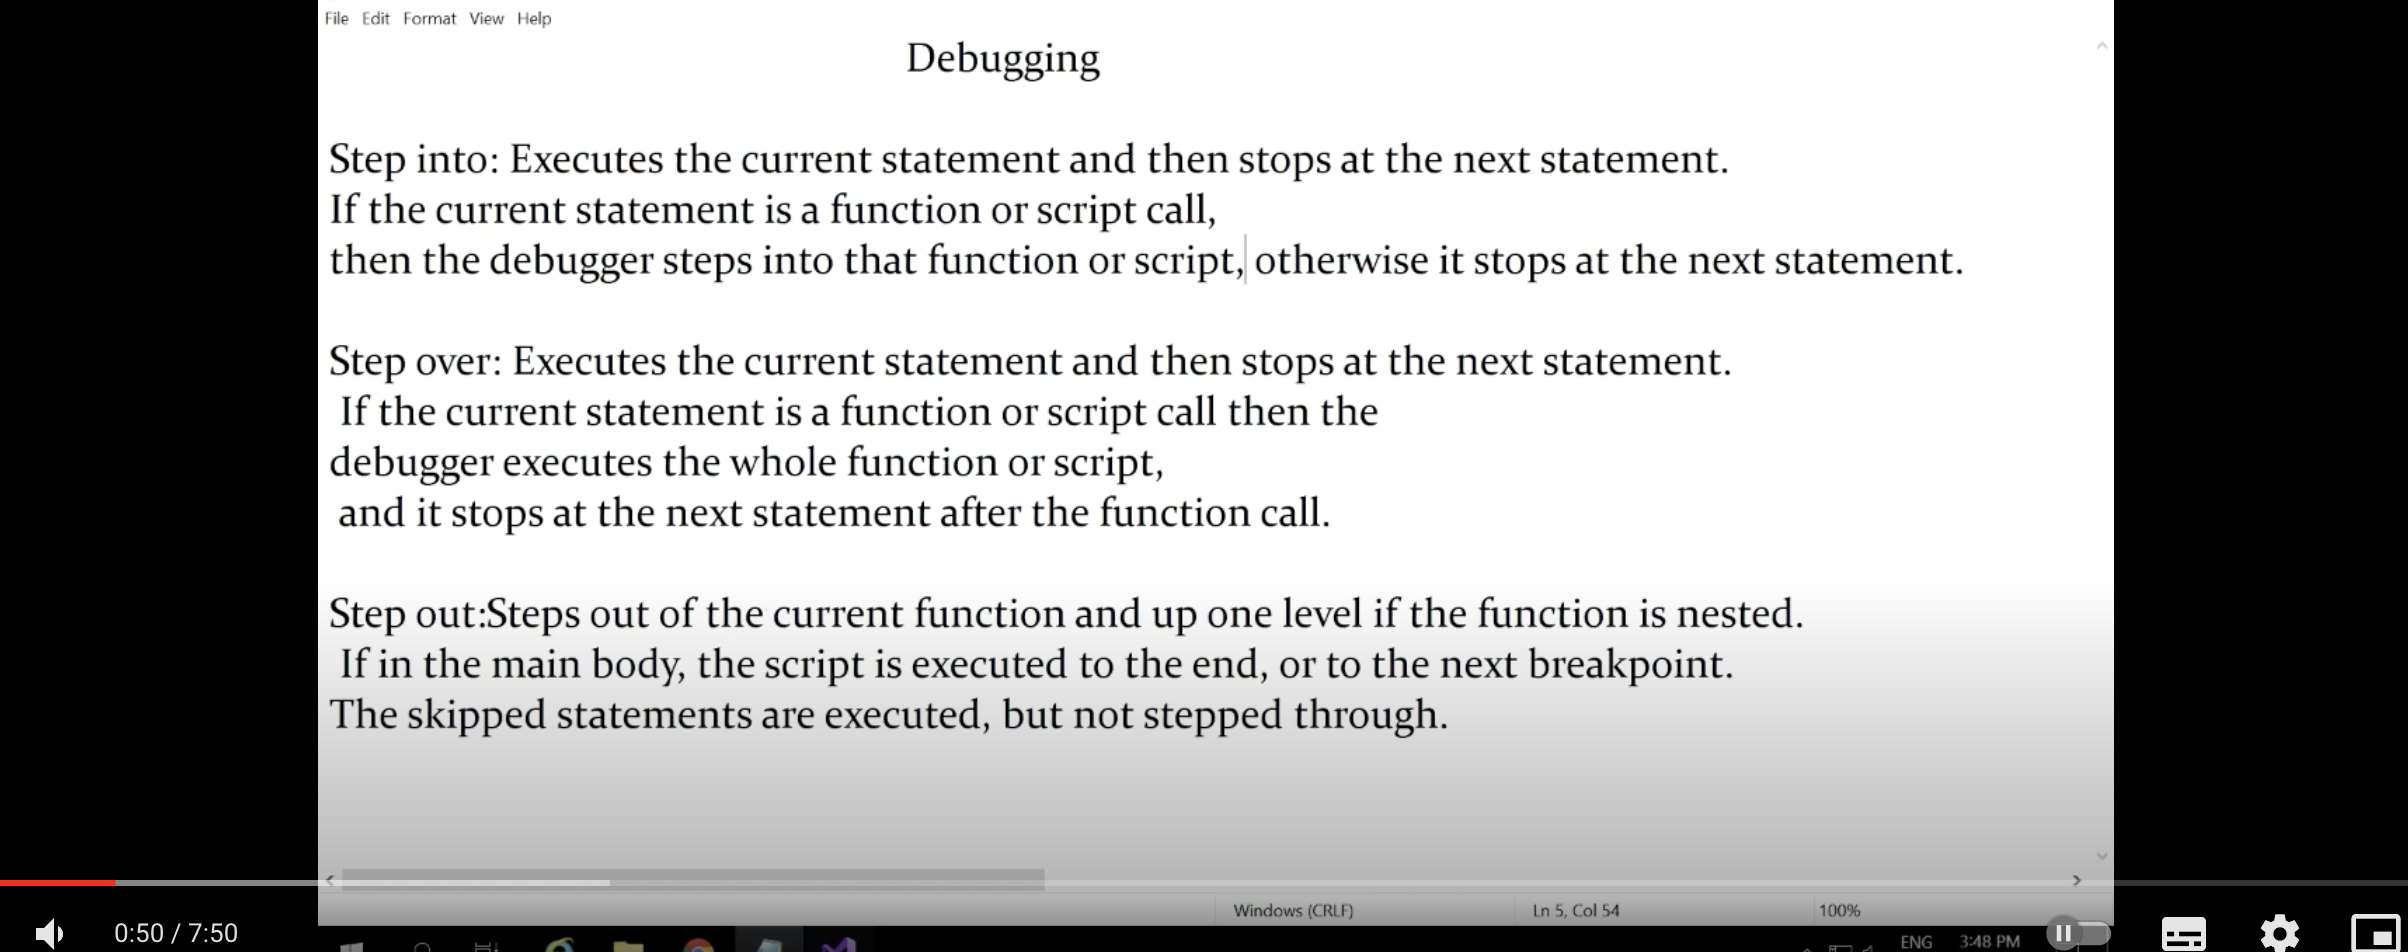 File Edit Format View Help
Debugging
Step into: Executes the current statement and then stops at the next statement.
If the current statement is a function or script call,
then the debugger steps into that function or script, otherwise it stops at the next statement.
Step over: Executes the current statement and then stops at the next statement.
If the current statement is a function or script call then the
debugger executes the whole function or script,
and it stops at the next statement after the function call.
Step out:Steps out of the current function and up one level if the function is nested.
If in the main body, the script is executed to the end, or to the next breakpoint.
The skipped statements are executed, but not stepped through.
Windows (CRLF) Ln 5, Col 54 100%
0:50 / 7:50
ENG 3:48 PM